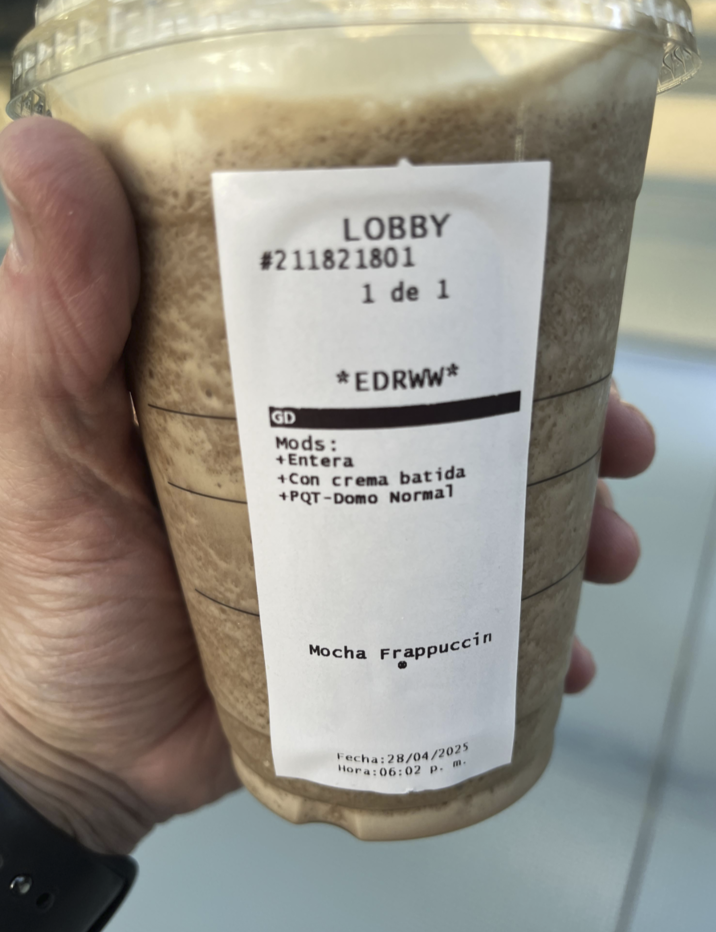 LOBBY
#211821801
1 de 1
*EDRWW*
GD
Mods:
+Entera
+Con crema batida
+PQT-Domo Normal
Mocha Frappuccin
Fecha:28/04/2025
Hora:06:02 p. m.